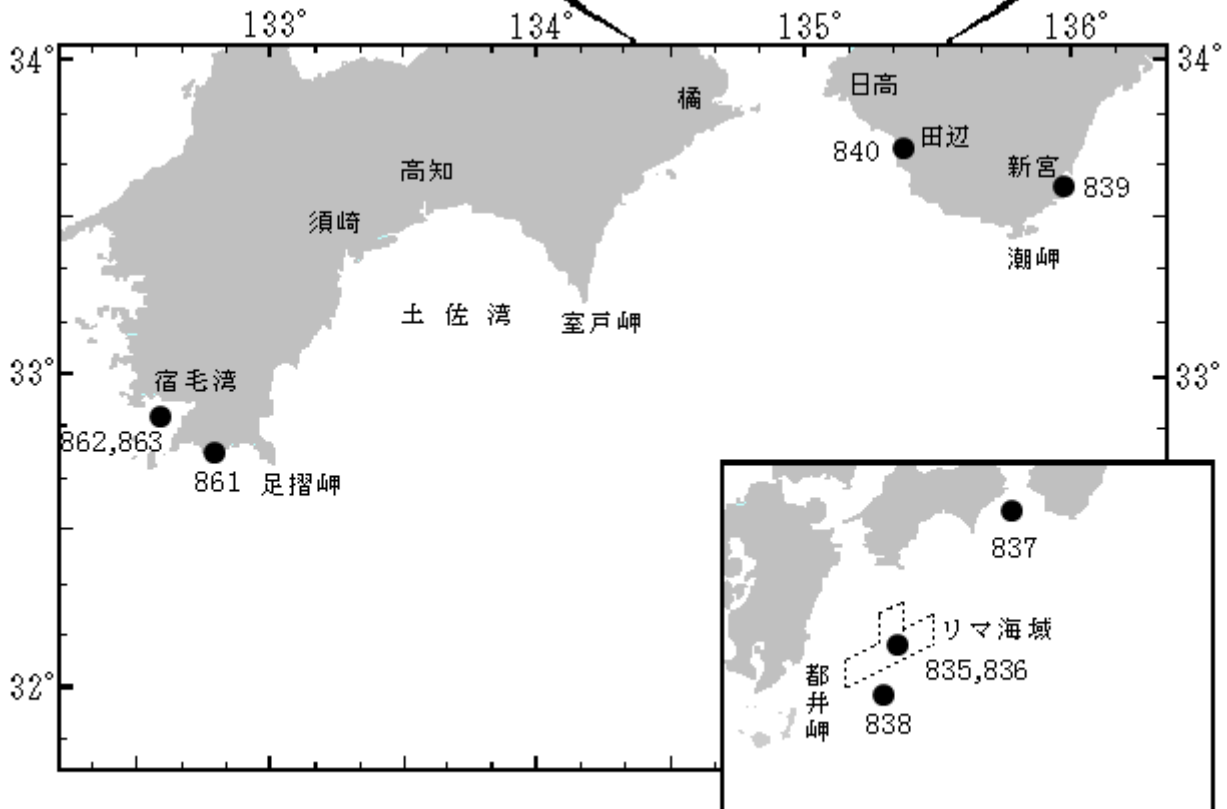 133° 134° 135° 136°
34° 34°
日高
橘
田辺
840
高知
新宮
839
須崎
潮岬
土佐湾
室戸岬
33° 33°
宿毛湾
862,863
861 足摺岬
837
リマ海域
835,836
都井岬
32°
838